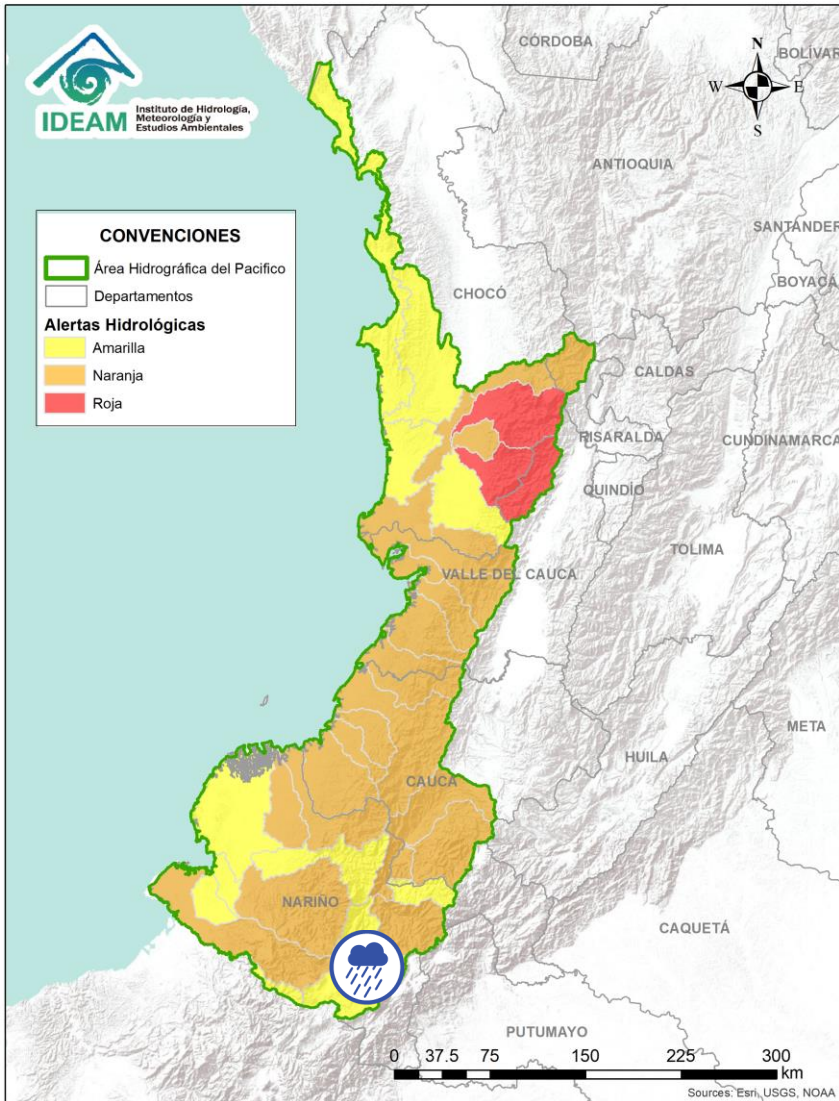 IDEAM
Instituto de Hidrología,
Meteorología y
Estudios Ambientales
N
W
E
S
CONVENCIONES
Área Hidrográfica del Pacifico
Departamentos
Alertas Hidrológicas
Amarilla
Naranja
Roja
CÓRDOBA
BOLÍVAR
ANTIOQUIA
SANTANDER
BOYACÁ
CHOCÓ
CALDAS
RISARALDA
CUNDINAMARCA
QUINDÍO
TOLIMA
VALLE DEL CAUCA
META
HUILA
CAUCA
NARIÑO
CAQUETÁ
PUTUMAYO
0 37.5 75 150 225 300
km
Sources: Esri, USGS, NOAA